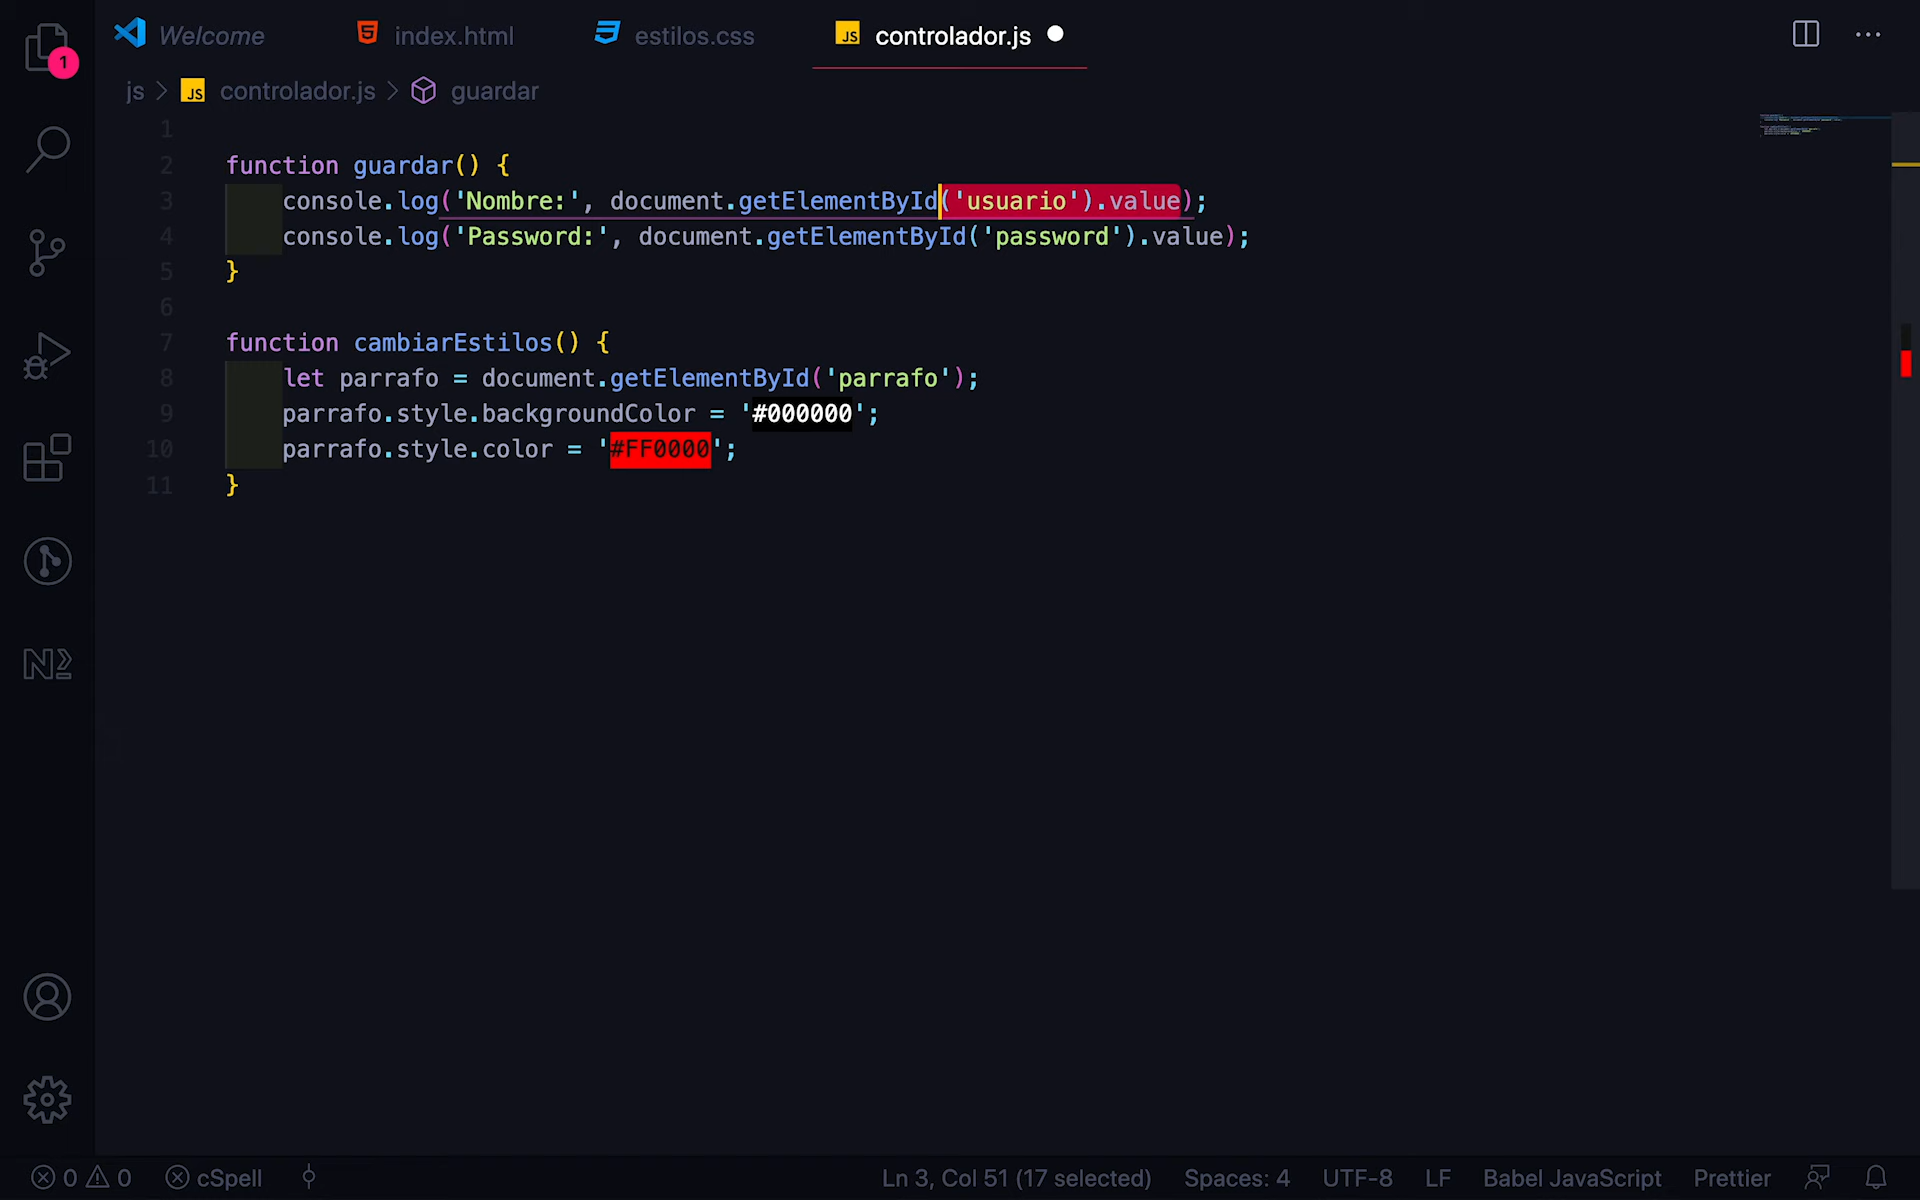 1
Welcome
index.html
estilos.css
JS controlador.js
js > JS controlador.js > guardar
1
2 function guardar() {
3 console.log('Nombre:', document.getElementById('usuario').value);
4 console.log('Password:', document.getElementById('password').value);
5 }
6
7 function cambiarEstilos() {
8 let parrafo = document.getElementById('parrafo');
9 parrafo.style.backgroundColor = '#000000';
10 parrafo.style.color = '#FF0000';
11 }
0 0 cSpell Ln 3, Col 51 (17 selected) Spaces: 4 UTF-8 LF Babel JavaScript Prettier